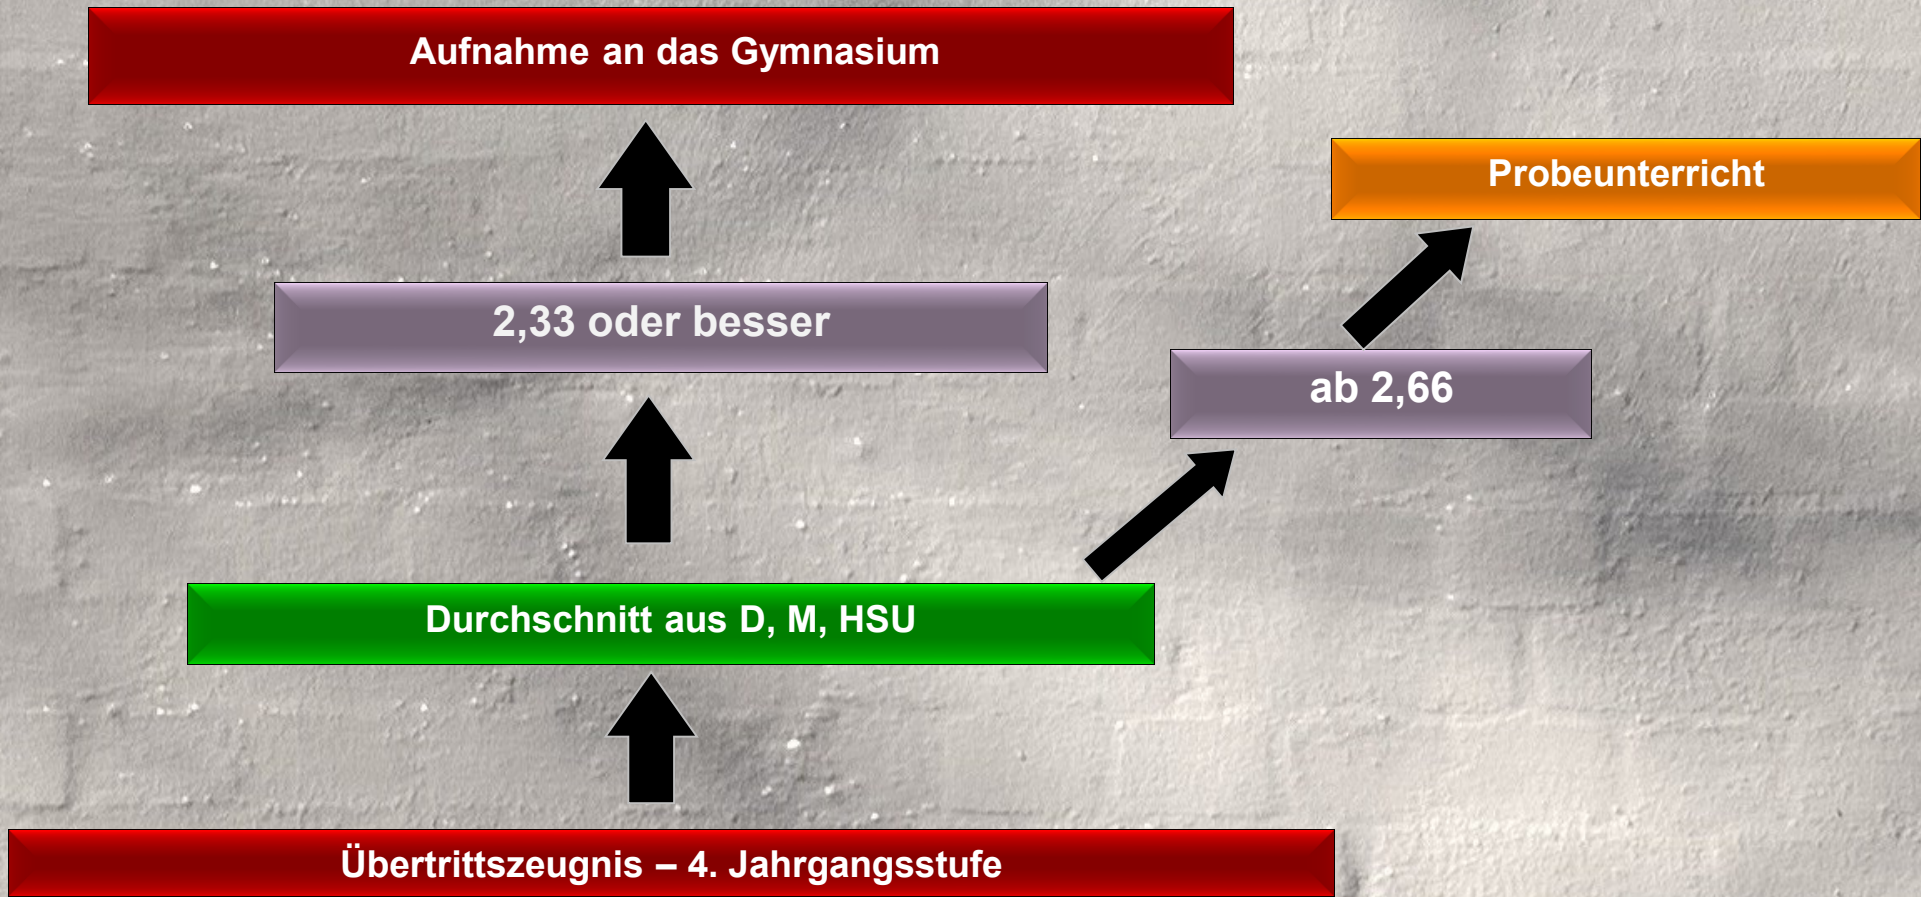 Aufnahme an das Gymnasium
Probeunterricht
2,33 oder besser
ab 2,66
Durchschnitt aus D, M, HSU
Übertrittszeugnis – 4. Jahrgangsstufe